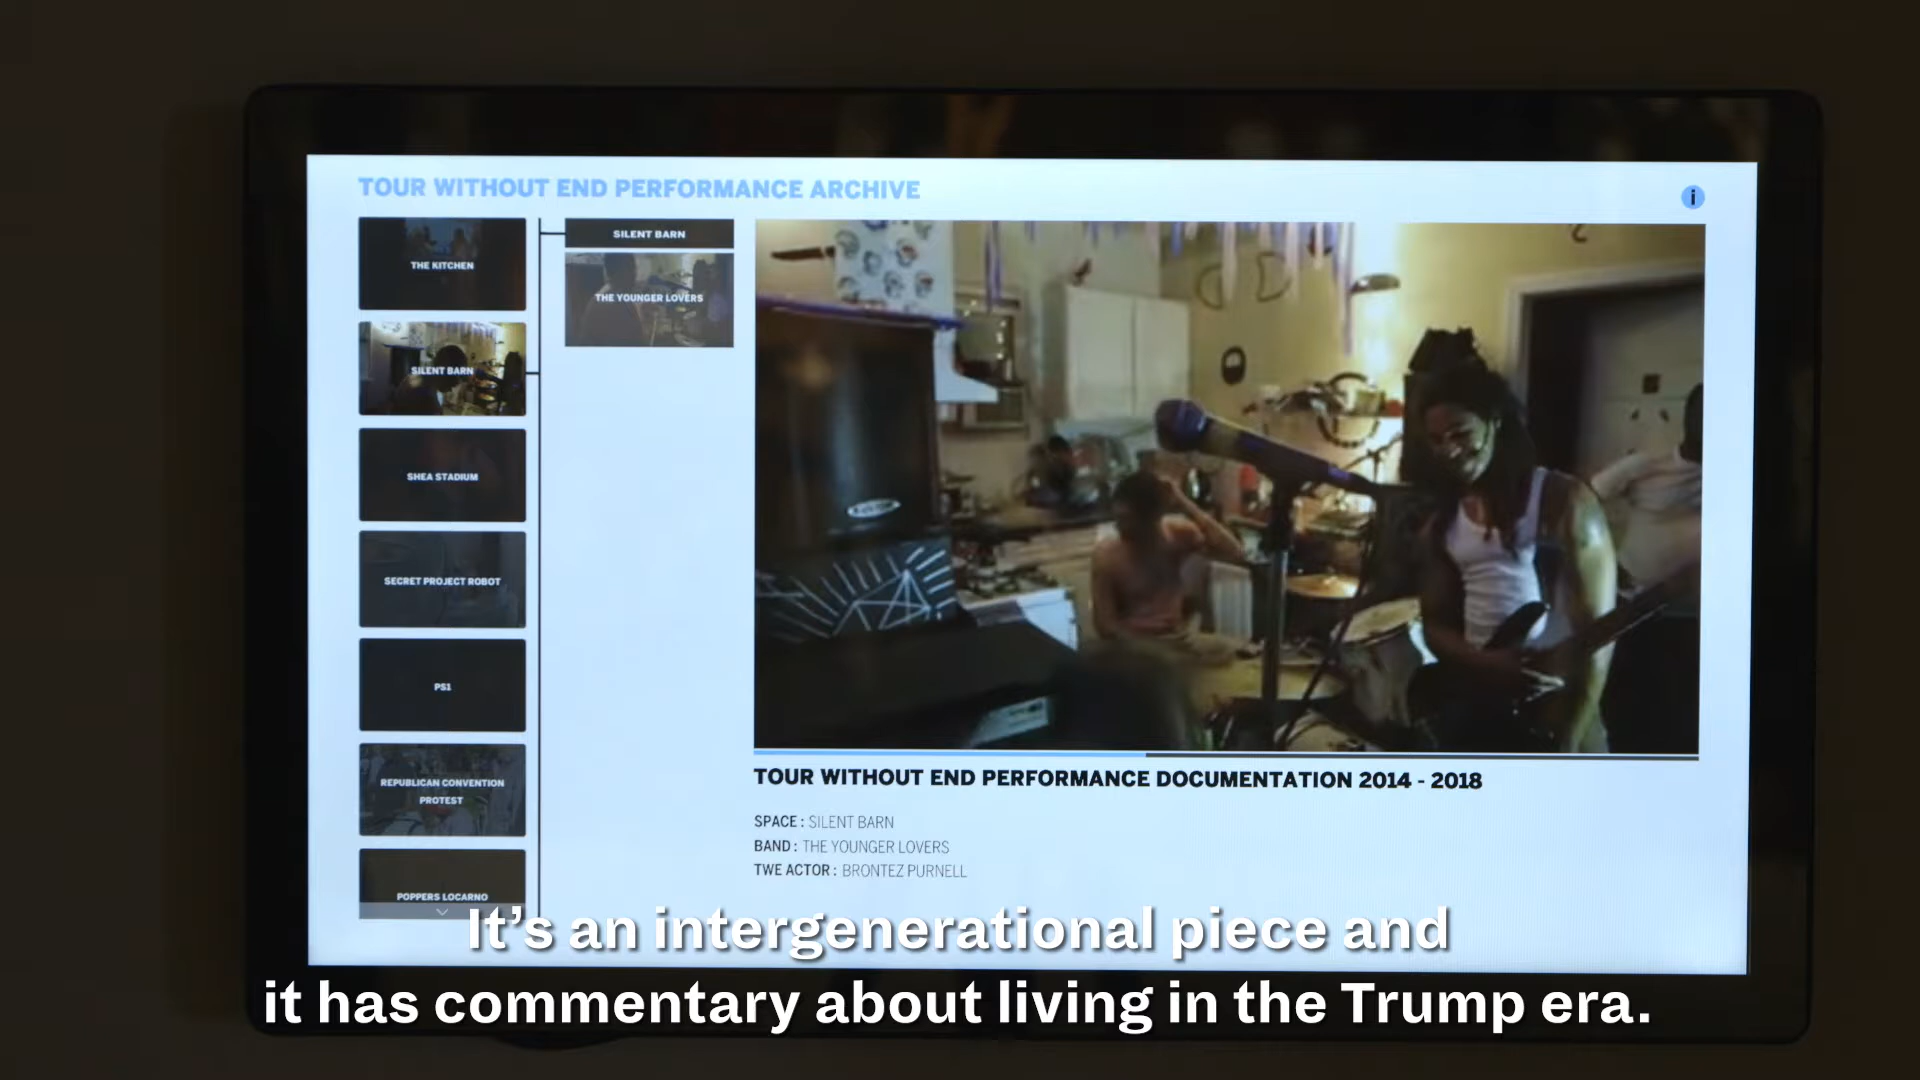 TOUR WITHOUT END PERFORMANCE ARCHIVE
i
THE KITCHEN
SILENT BARN
SHEA STADIUM
SECRET PROJECT ROBOT
PS1
REPUBLICAN CONVENTION
PROTEST
POPPERS LOCARNO
SILENT BARN
THE YOUNGER LOVERS
TOUR WITHOUT END PERFORMANCE DOCUMENTATION 2014 - 2018
SPACE : SILENT BARN
BAND : THE YOUNGER LOVERS
TWE ACTOR : BRONTEZ PURNELL
It’s an intergenerational piece and
it has commentary about living in the Trump era.